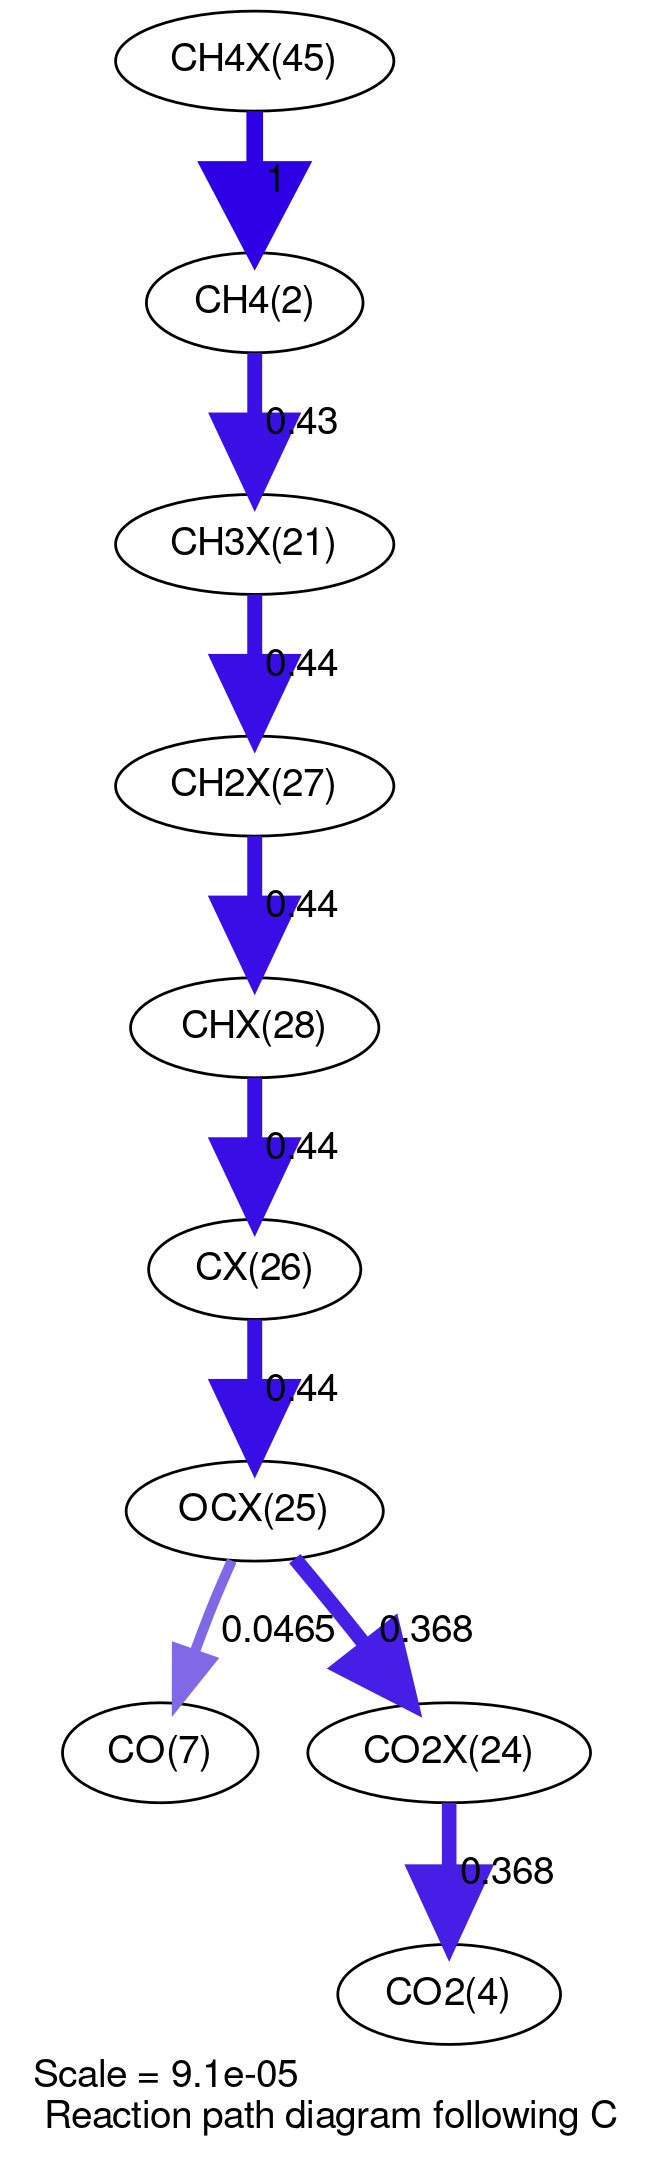 CH4X(45)
1
CH4(2)
0.43
CH3X(21)
0.44
CH2X(27)
0.44
CHX(28)
0.44
CX(26)
0.44
OCX(25)
0.0465
0.368
CO(7)
CO2X(24)
0.368
CO2(4)
Scale = 9.1e-05
Reaction path diagram following C